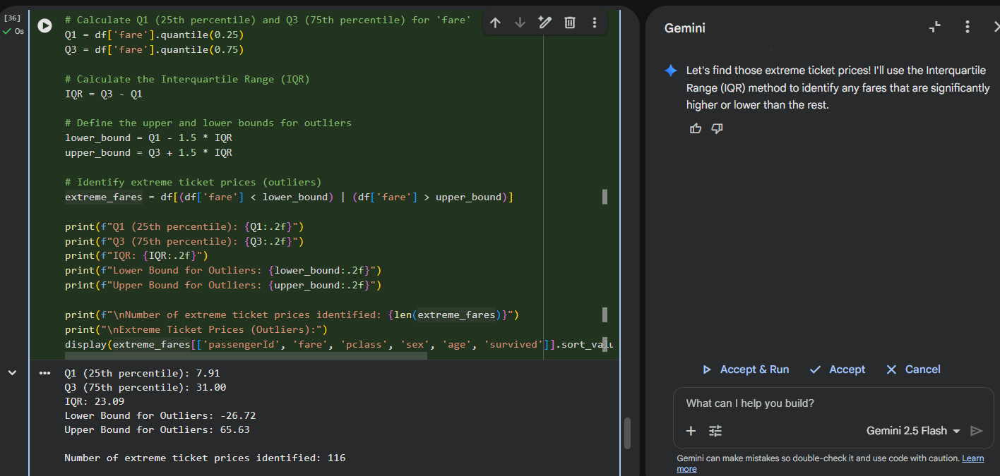 [36]
0s
# Calculate Q1 (25th percentile) and Q3 (75th percentile) for 'fare'
Q1 = df['fare'].quantile(0.25)
Q3 = df['fare'].quantile(0.75)
# Calculate the Interquartile Range (IQR)
IQR = Q3 - Q1
# Define the upper and lower bounds for outliers
lower_bound = Q1 - 1.5 * IQR
upper_bound = Q3 + 1.5 * IQR
# Identify extreme ticket prices (outliers)
extreme_fares = df[(df['fare'] < lower_bound) | (df['fare'] > upper_bound)]
print(f"Q1 (25th percentile): {Q1:.2f}")
print(f"Q3 (75th percentile): {Q3:.2f}")
print(f"IQR: {IQR:.2f}")
print(f"Lower Bound for Outliers: {lower_bound:.2f}")
print(f"Upper Bound for Outliers: {upper_bound:.2f}")
print(f"\nNumber of extreme ticket prices identified: {len(extreme_fares)}")
print("\nExtreme Ticket Prices (Outliers):")
display(extreme_fares[['passengerId', 'fare', 'pclass', 'sex', 'age', 'survived']].sort_valu
Q1 (25th percentile): 7.91
Q3 (75th percentile): 31.00
IQR: 23.09
Lower Bound for Outliers: -26.72
Upper Bound for Outliers: 65.63
Number of extreme ticket prices identified: 116
Gemini
Let's find those extreme ticket prices! I'll use the Interquartile
Range (IQR) method to identify any fares that are significantly
higher or lower than the rest.
Accept & Run
Accept
Cancel
What can I help you build?
Gemini 2.5 Flash
Gemini can make mistakes so double-check it and use code with caution. Learn
more